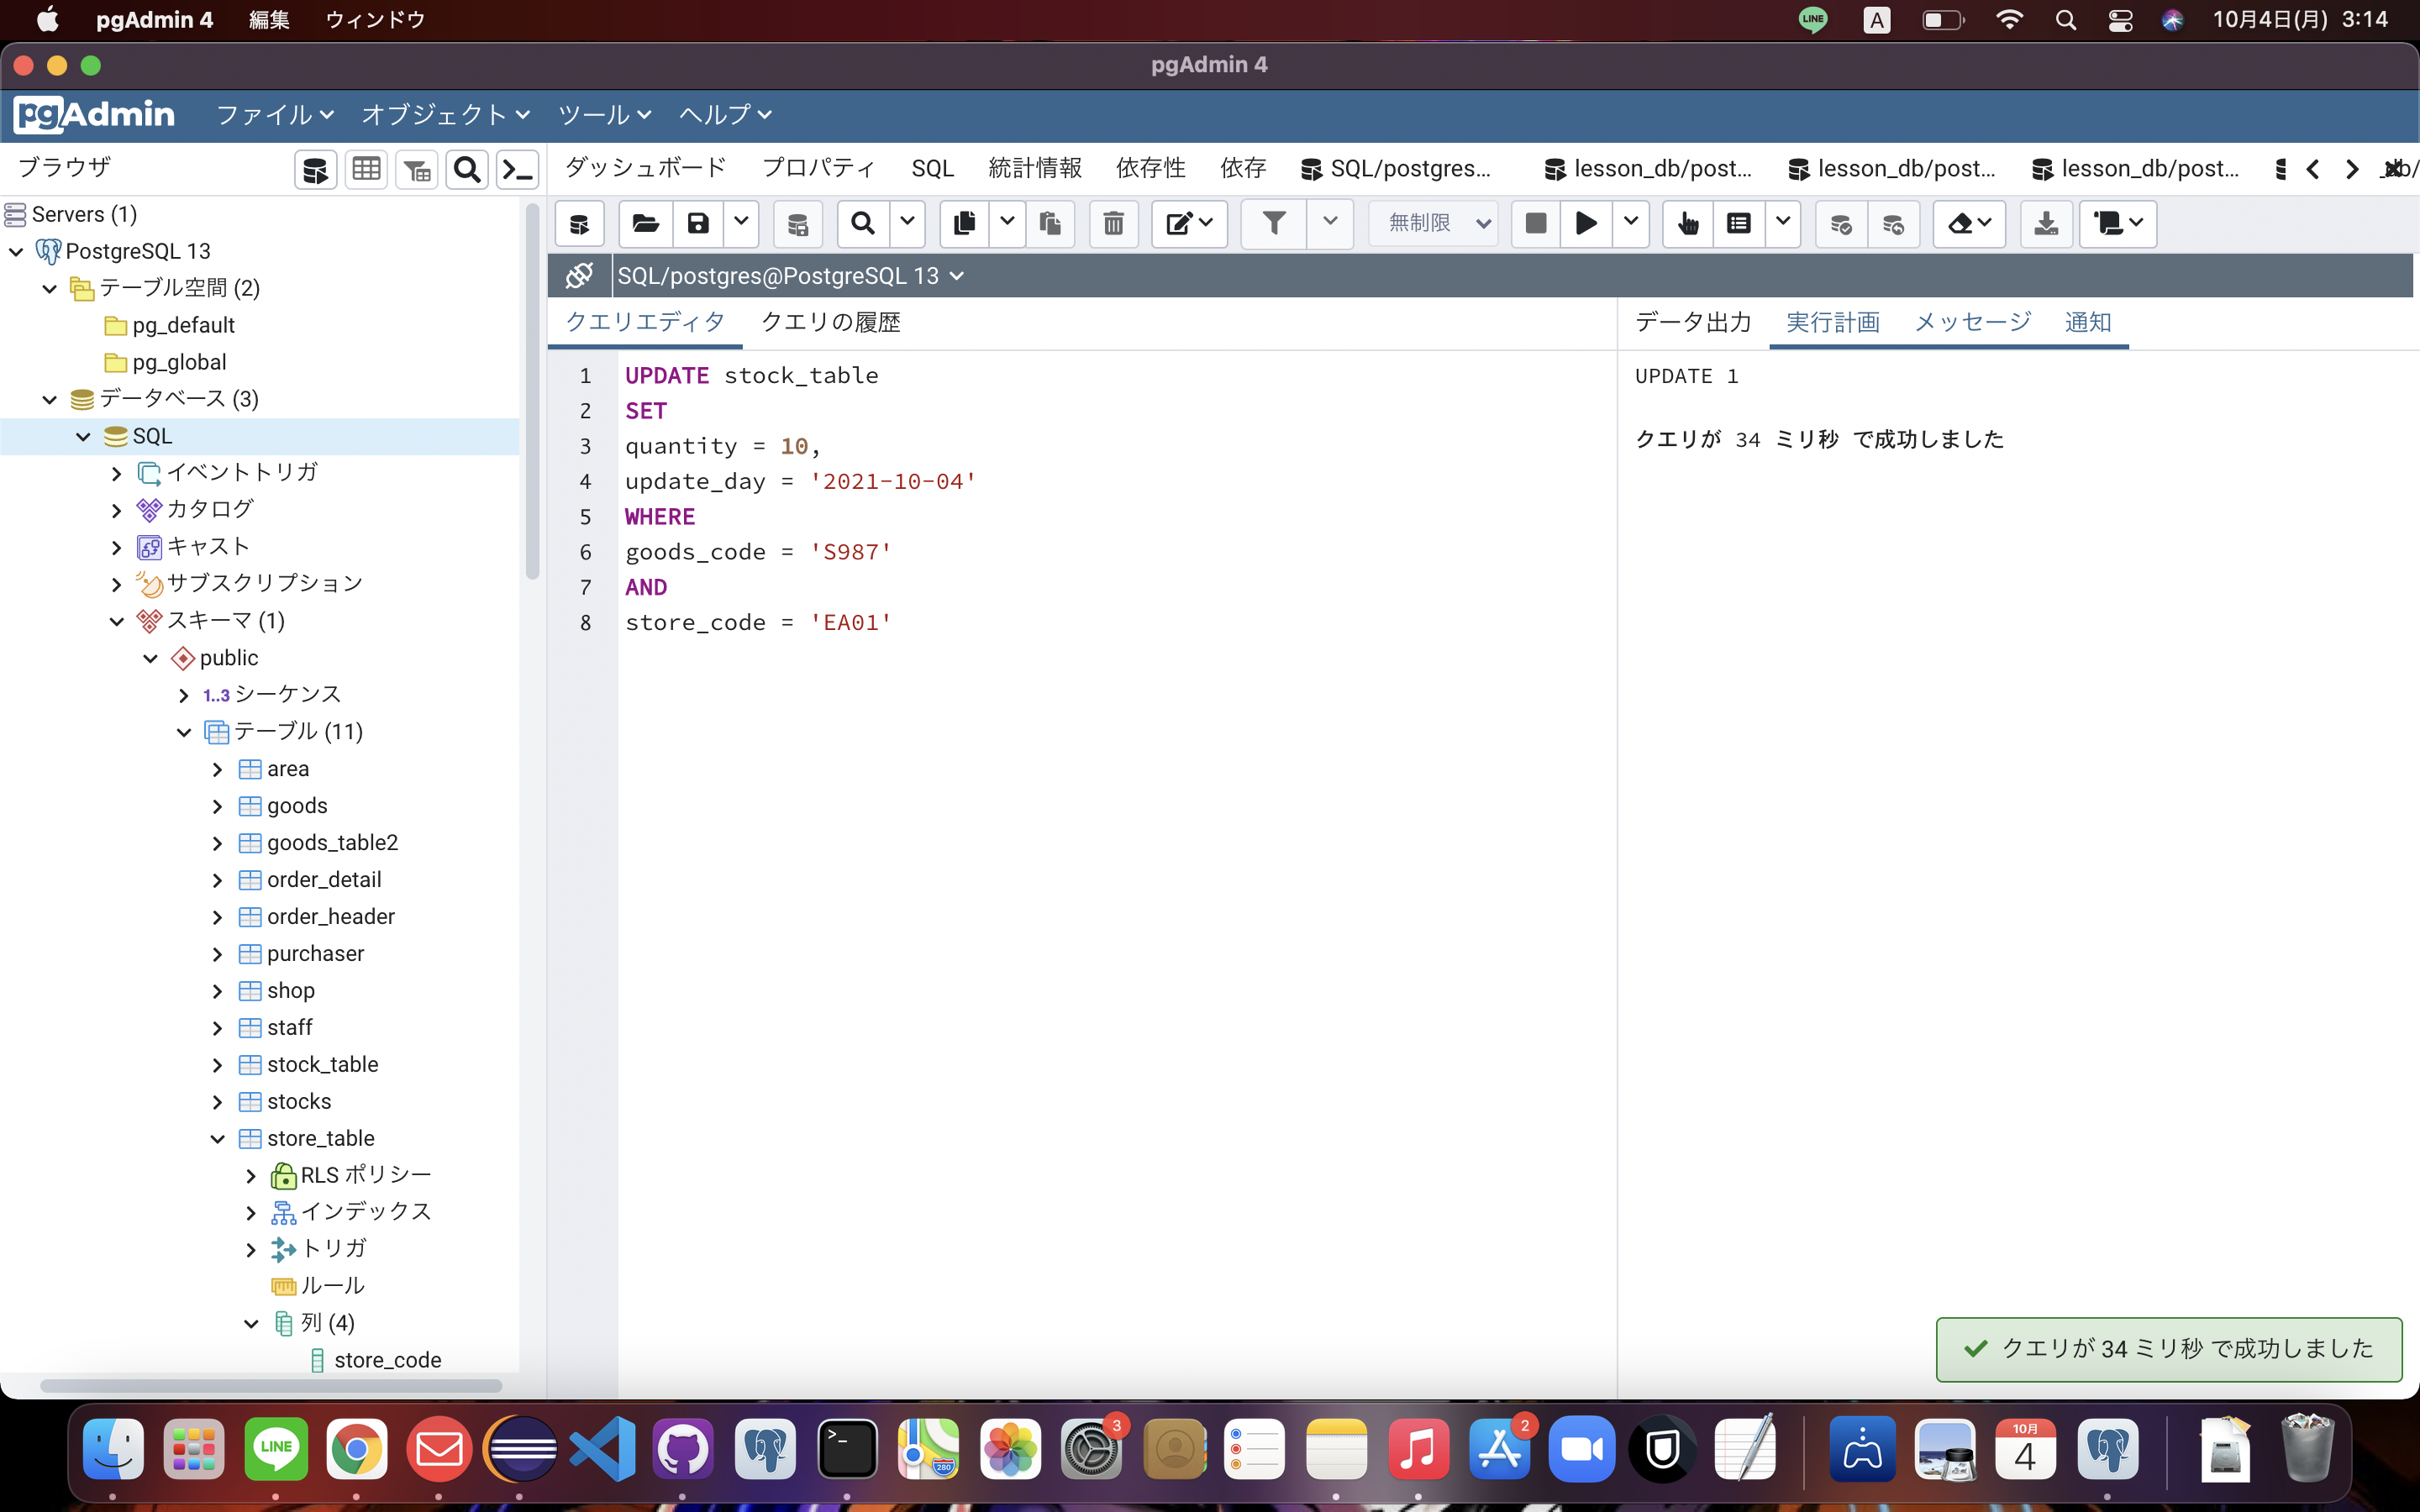 pgAdmin 4 編集 ウィンドウ LINE A 10月4日(月) 3:14
pgAdmin 4
pgAdmin ファイル オブジェクト ツール ヘルプ
ブラウザ
ダッシュボード プロパティ SQL 統計情報 依存性 依存 SQL/postgres... lesson_db/post... lesson_db/post... lesson_db/post...
無制限
SQL/postgres@PostgreSQL 13
クエリエディタ クエリの履歴
データ出力 実行計画 メッセージ 通知
Servers (1)
PostgreSQL 13
テーブル空間 (2)
pg_default
pg_global
データベース (3)
SQL
イベントトリガ
カタログ
キャスト
サブスクリプション
スキーマ (1)
public
1..3 シーケンス
テーブル (11)
area
goods
goods_table2
order_detail
order_header
purchaser
shop
staff
stock_table
stocks
store_table
RLS ポリシー
インデックス
トリガ
ルール
列 (4)
store_code
1 UPDATE stock_table
2 SET
3 quantity = 10,
4 update_day = '2021-10-04'
5 WHERE
6 goods_code = 'S987'
7 AND
8 store_code = 'EA01'
UPDATE 1
クエリが 34 ミリ秒 で成功しました
クエリが 34 ミリ秒 で成功しました
LINE
>_
280
3
2
10月
4